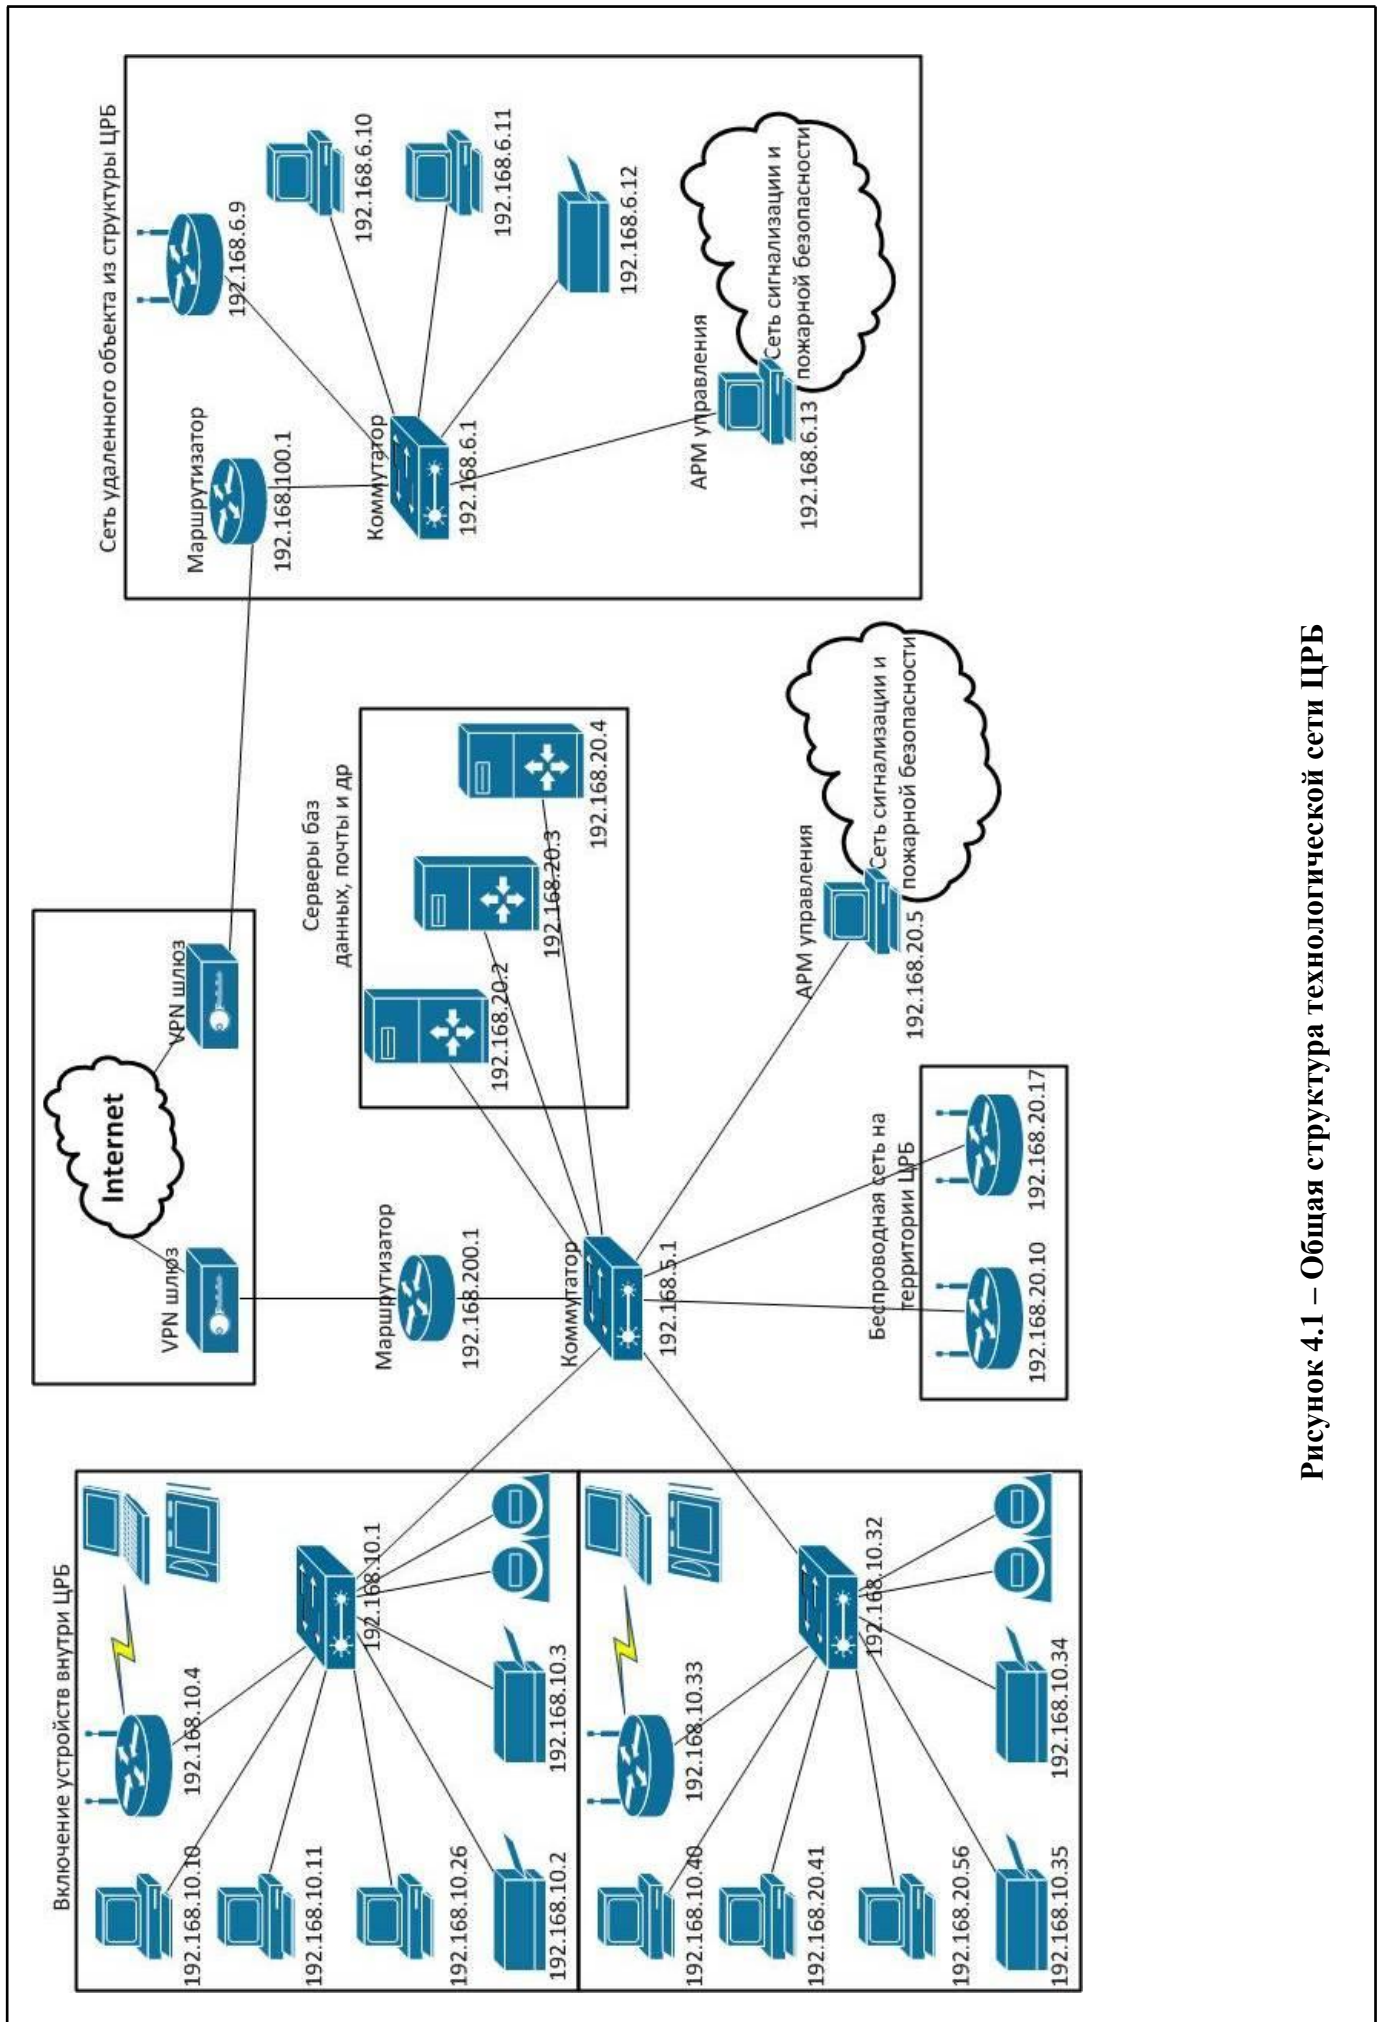 Включение устройств внутри ЦРБ
192.168.10.4
192.168.10.10
192.168.10.11
192.168.10.26
192.168.10.2
192.168.10.3
192.168.10.1
192.168.10.33
192.168.10.40
192.168.20.41
192.168.20.56
192.168.10.35
192.168.10.34
192.168.10.32
VPN шлюз
Internet
VPN шлюз
Маршрутизатор
192.168.200.1
Коммутатор
192.168.5.1
Серверы баз
данных, почты и др
192.168.20.2
192.168.20.3
192.168.20.4
Беспроводная сеть на
территории ЦРБ
192.168.20.10
192.168.20.17
АРМ управления
192.168.20.5
Сеть сигнализации и
пожарной безопасности
Сеть удаленного объекта из структуры ЦРБ
Маршрутизатор
192.168.100.1
192.168.6.9
Коммутатор
192.168.6.1
192.168.6.10
192.168.6.11
192.168.6.12
АРМ управления
192.168.6.13
Сеть сигнализации и
пожарной безопасности
Рисунок 4.1 – Общая структура технологической сети ЦРБ